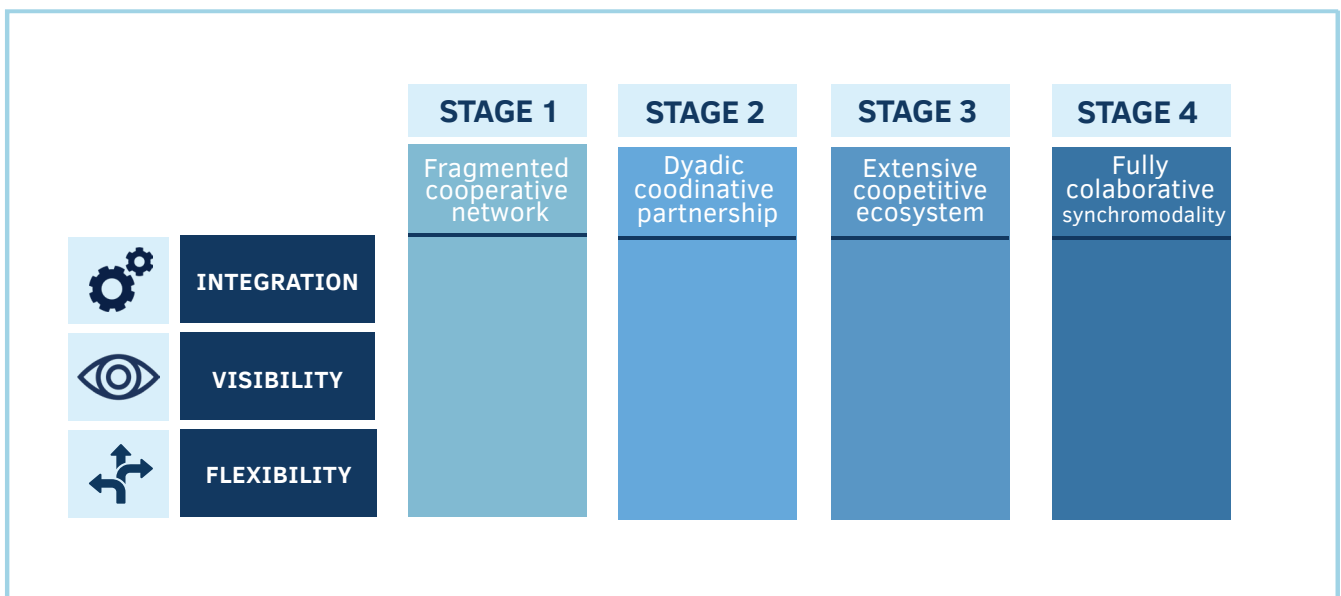 STAGE 1
STAGE 2
STAGE 3
STAGE 4
Fragmented
cooperative
network
Dyadic
coodinative
partnership
Extensive
coopetitive
ecosystem
Fully
colaborative
synchromodality
INTEGRATION
VISIBILITY
FLEXIBILITY